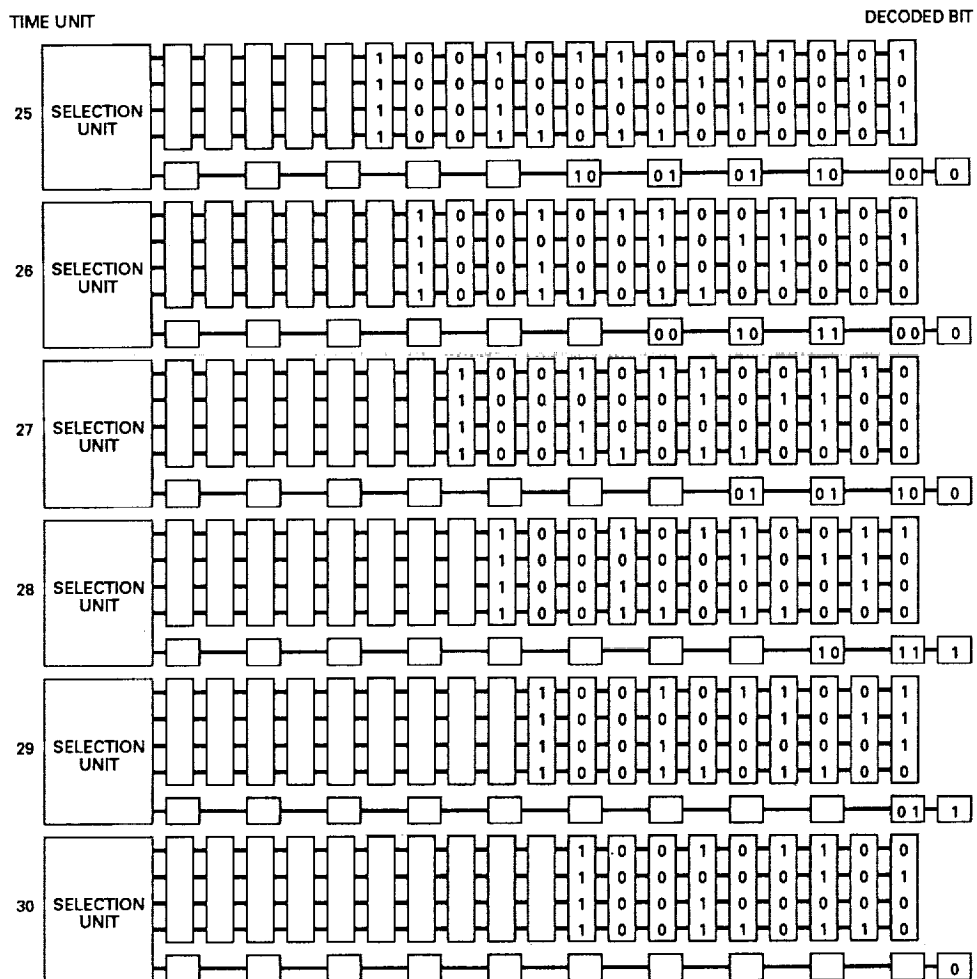 TIME UNIT DECODED BIT
1 0 0 1 0 1 1 0 0 1 1 0 0 1
1 0 0 0 0 0 1 0 1 1 0 0 1 0
25 SELECTION UNIT 1 0 0 1 0 0 0 0 0 1 0 0 0 1
1 0 0 1 1 0 1 1 0 0 0 0 0 1
10 01 01 10 00 0
1 0 0 1 0 1 1 0 0 1 1 0 0
1 0 0 0 0 0 1 0 1 1 0 0 1
26 SELECTION UNIT 1 0 0 1 0 0 0 0 0 1 0 0 0
1 0 0 1 1 0 1 1 0 0 0 0 0
00 10 11 00 0
1 0 0 1 0 1 1 0 0 1 1 0
1 0 0 0 0 0 1 0 1 1 0 0
27 SELECTION UNIT 1 0 0 1 0 0 0 0 0 1 0 0
1 0 0 1 1 0 1 1 0 0 0 0
01 01 10 0
1 0 0 1 0 1 1 0 0 1 1
1 0 0 0 0 0 1 0 1 1 0
28 SELECTION UNIT 1 0 0 1 0 0 0 0 0 1 0
1 0 0 1 1 0 1 1 0 0 0
10 11 1
1 0 0 1 0 1 1 0 0 1
1 0 0 0 0 0 1 0 1 1
29 SELECTION UNIT 1 0 0 1 0 0 0 0 0 1
1 0 0 1 1 0 1 1 0 0
01 1
1 0 0 1 0 1 1 0 0
1 0 0 0 0 0 1 0 1
30 SELECTION UNIT 1 0 0 1 0 0 0 0 0
1 0 0 1 1 0 1 1 0
0